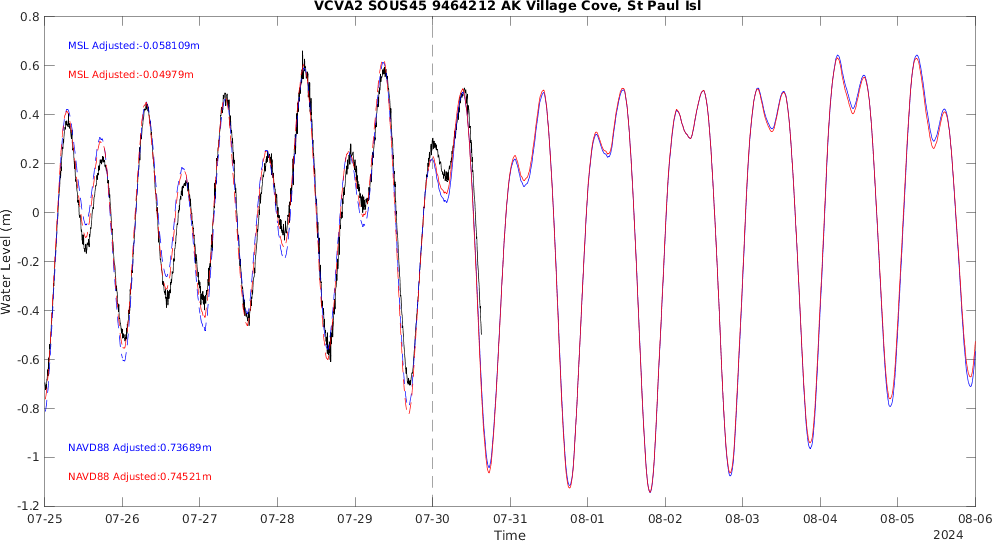 VCVA2 SOUS45 9464212 AK Village Cove, St Paul Isl
0.8
MSL Adjusted:-0.058109m
0.6
MSL Adjusted:-0.04979m
0.4
0.2
0
Water Level (m)
-0.2
-0.4
-0.6
-0.8
NAVD88 Adjusted:0.73689m
-1
NAVD88 Adjusted:0.74521m
-1.2
07-25 07-26 07-27 07-28 07-29 07-30 07-31 08-01 08-02 08-03 08-04 08-05 08-06
Time
2024